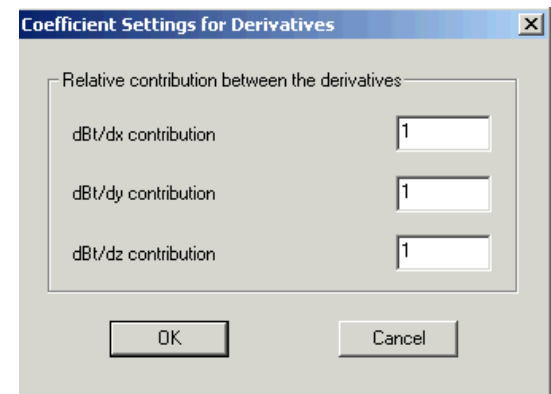 Coefficient Settings for Derivatives
Relative contribution between the derivatives
dBt/dx contribution 1
dBt/dy contribution 1
dBt/dz contribution 1
OK Cancel